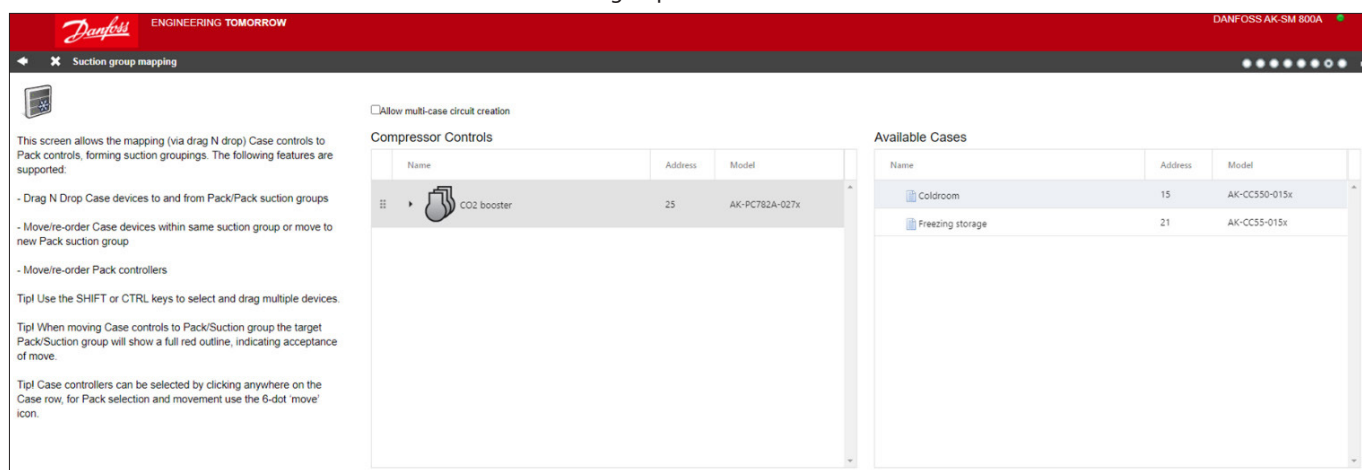 Danfoss
ENGINEERING TOMORROW
DANFOSS AK-SM 800A
Suction group mapping
This screen allows the mapping (via drag N drop) Case controls to
Pack controls, forming suction groupings. The following features are
supported:
- Drag N Drop Case devices to and from Pack/Pack suction groups
- Move/re-order Case devices within same suction group or move to
new Pack suction group
- Move/re-order Pack controllers
Tip! Use the SHIFT or CTRL keys to select and drag multiple devices.
Tip! When moving Case controls to Pack/Suction group the target
Pack/Suction group will show a full red outline, indicating acceptance
of move.
Tip! Case controllers can be selected by clicking anywhere on the
Case row, for Pack selection and movement use the 6-dot 'move'
icon.
Allow multi-case circuit creation
Compressor Controls
Name Address Model
CO2 booster 25 AK-PC782A-027x
Available Cases
Name Address Model
Coldroom 15 AK-CC550-015x
Freezing storage 21 AK-CC55-015x